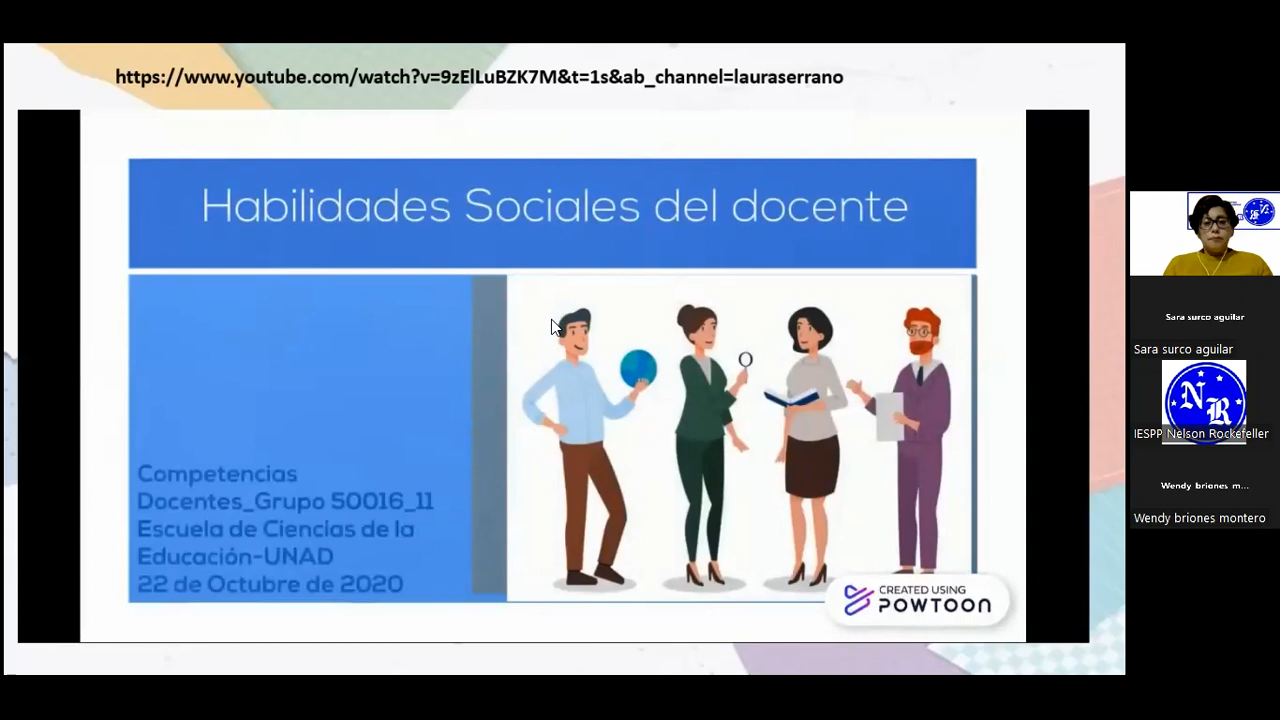 https://www.youtube.com/watch?v=9zElLuBZK7M&t=1s&ab_channel=lauraserrano
Habilidades Sociales del docente
Competencias
Docentes_Grupo 50016_11
Escuela de Ciencias de la
Educación-UNAD
22 de Octubre de 2020
CREATED USING
POWTOON
Sara surco aguilar
Sara surco aguilar
NR
IESPP Nelson Rockefeller
Wendy briones m...
Wendy briones montero